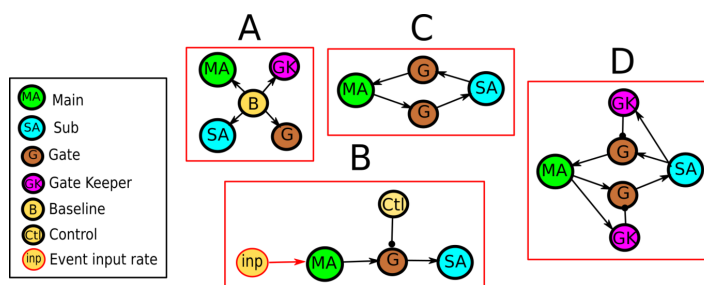 A
MA
GK
B
SA
G
C
G
MA
SA
G
D
GK
G
MA
SA
G
GK
B
Ctl
inp
MA
G
SA
MA Main
SA Sub
G Gate
GK Gate Keeper
B Baseline
Ctl Control
inp Event input rate